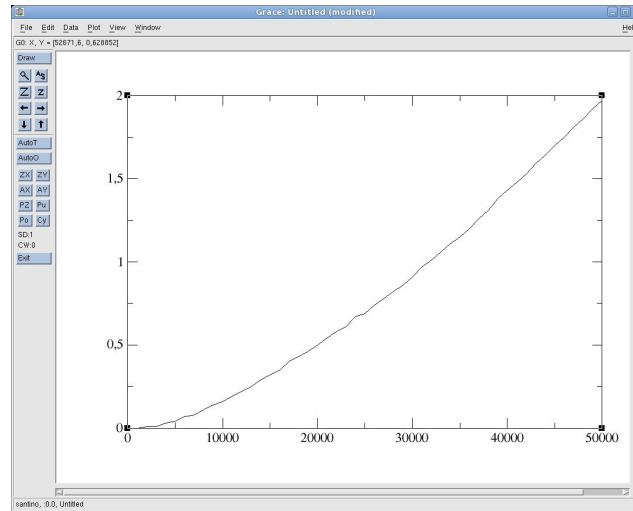 Grace: Untitled (modified)
File Edit Data Plot View Window Hel
G0: X, Y = [52671,6, 0,628852]
Draw
AS
Z Z
AutoT
AutoO
ZX ZY
AX AY
PZ Pu
Po Cy
SD:1
CW:0
Exit
2
1,5
1
0,5
0
0 10000 20000 30000 40000 50000
santino, :0.0, Untitled